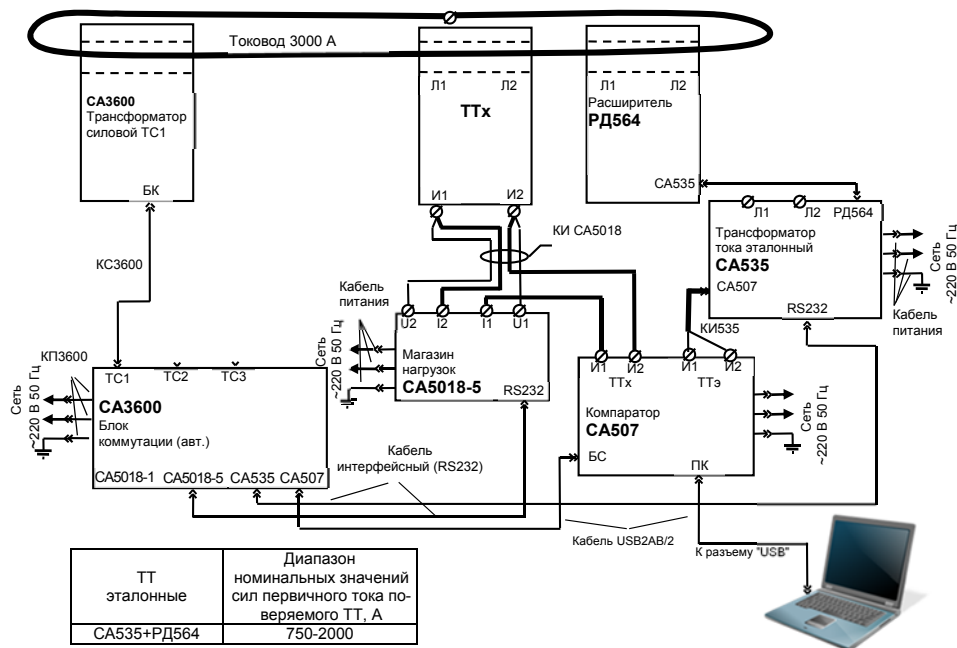 Токовод 3000 А
СА3600
Трансформатор
силовой ТС1
БК
Л1 Л2
ТТх
И1 И2
Л1 Л2
Расширитель
РД564
СА535
Л1 Л2 РД564
Трансформатор
тока эталонный
СА535
СА507
RS232
Сеть
~220 В 50 Гц
Кабель
питания
КИ СА5018
КС3600
Кабель
питания
U2 I2 I1 U1
Магазин
нагрузок
СА5018-5
RS232
Сеть
~220 В 50 Гц
КИ535
И1 И2 И1 И2
ТТх ТТэ
Компаратор
СА507
БС
ПК
Сеть
~220 В 50 Гц
КП3600
Сеть
~220 В 50 Гц
ТС1 ТС2 ТС3
СА3600
Блок
коммутации (авт.)
СА5018-1 СА5018-5 СА535 СА507
Кабель
интерфейсный (RS232)
Кабель USB2AB/2
К разъему "USB"
ТТ
эталонные
Диапазон
номинальных значений
сил первичного тока по-
веряемого ТТ, А
СА535+РД564 750-2000